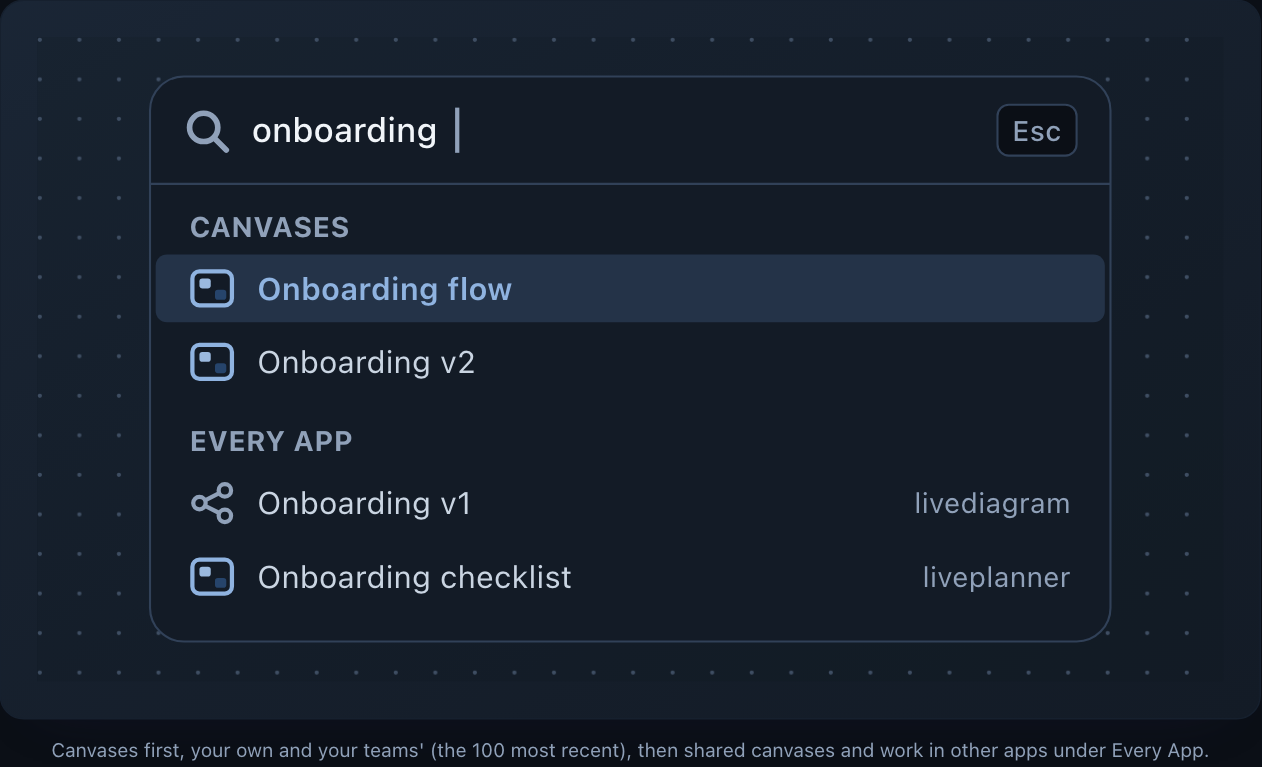 onboarding
Esc
CANVASES
Onboarding flow
Onboarding v2
EVERY APP
Onboarding v1 livediagram
Onboarding checklist liveplanner
Canvases first, your own and your teams' (the 100 most recent), then shared canvases and work in other apps under Every App.